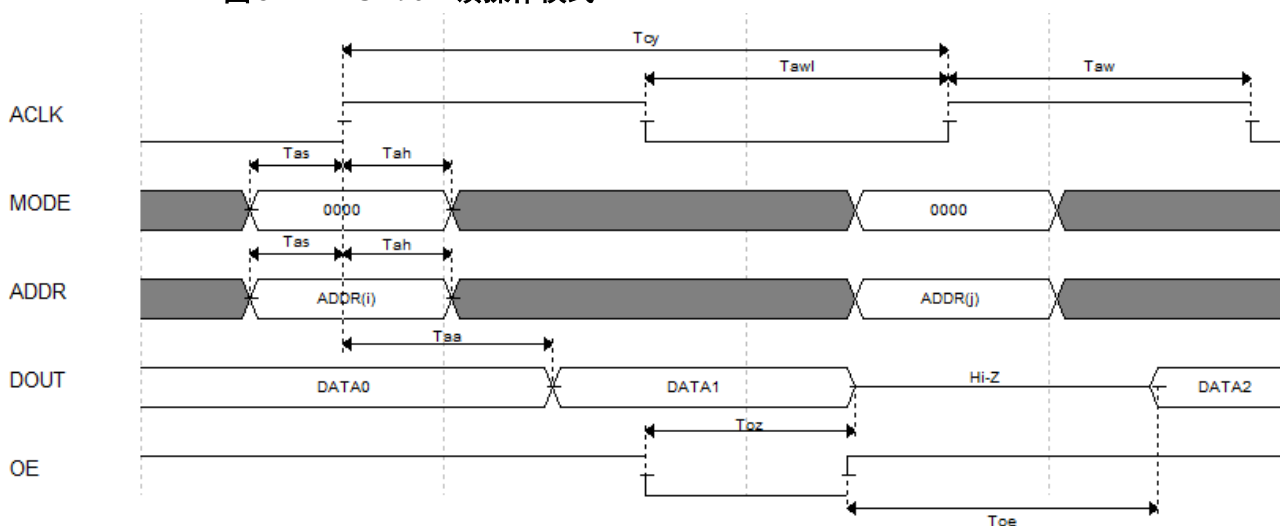 Tcy
Tawl
Taw
ACLK
Tas
Tah
MODE
0000
0000
Tas
Tah
ADDR
ADDR(i)
ADDR(j)
Taa
DOUT
DATA0
DATA1
Hi-Z
DATA2
Toz
OE
Toe